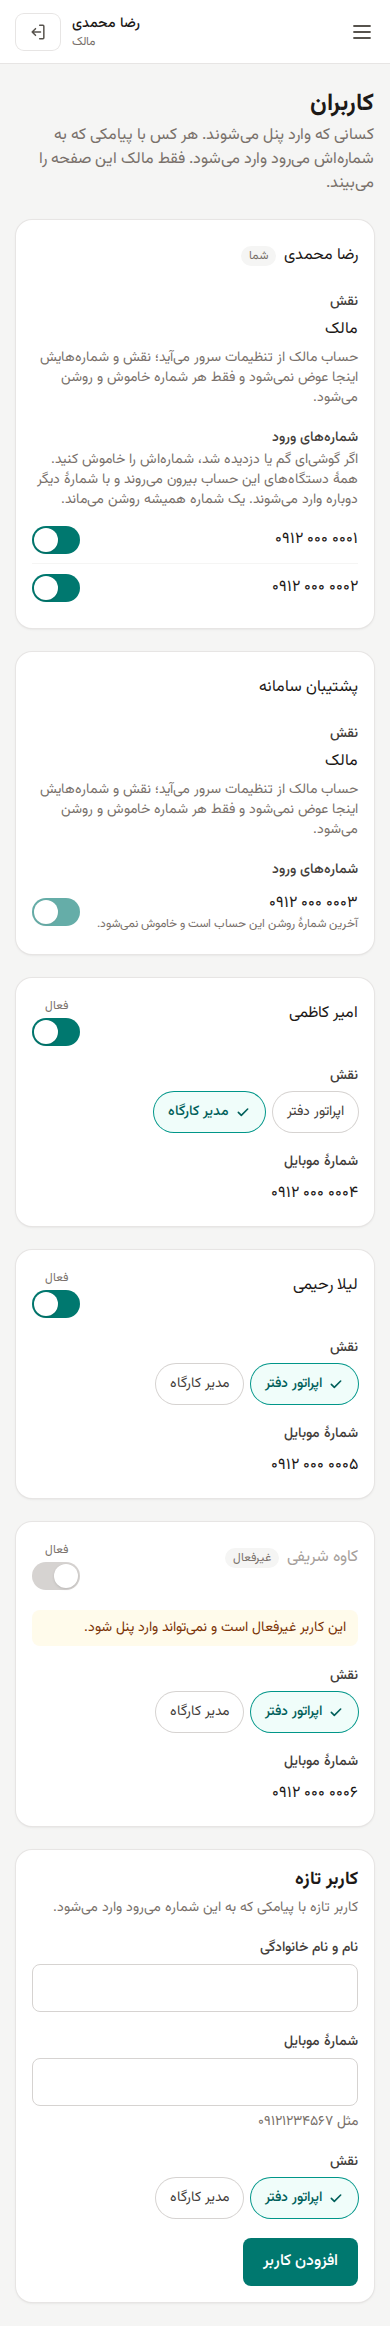 رضا محمدی
مالک
کاربران
کسانی که وارد پنل می‌شوند. هر کس با پیامکی که به
شماره‌اش می‌رود وارد می‌شود. فقط مالک این صفحه را
می‌بیند.
رضا محمدی شما
نقش
مالک
حساب مالک از تنظیمات سرور می‌آید؛ نقش و شماره‌هایش
اینجا عوض نمی‌شود و فقط هر شماره خاموش و روشن
می‌شود.
شماره‌های ورود
اگر گوشی‌ای گم یا دزدیده شد، شماره‌اش را خاموش کنید.
همهٔ دستگاه‌های این حساب بیرون می‌روند و با شمارهٔ دیگر
دوباره وارد می‌شوند. یک شماره همیشه روشن می‌ماند.
۰۹۱۲ ۰۰۰ ۰۰۰۱
۰۹۱۲ ۰۰۰ ۰۰۰۲
پشتیبان سامانه
نقش
مالک
حساب مالک از تنظیمات سرور می‌آید؛ نقش و شماره‌هایش
اینجا عوض نمی‌شود و فقط هر شماره خاموش و روشن
می‌شود.
شماره‌های ورود
۰۹۱۲ ۰۰۰ ۰۰۰۳
آخرین شمارهٔ روشن این حساب است و خاموش نمی‌شود.
امیر کاظمی
فعال
نقش
اپراتور دفتر
مدیر کارگاه
شمارهٔ موبایل
۰۹۱۲ ۰۰۰ ۰۰۰۴
لیلا رحیمی
فعال
نقش
اپراتور دفتر
مدیر کارگاه
شمارهٔ موبایل
۰۹۱۲ ۰۰۰ ۰۰۰۵
کاوه شریفی غیرفعال
فعال
این کاربر غیرفعال است و نمی‌تواند وارد پنل شود.
نقش
اپراتور دفتر
مدیر کارگاه
شمارهٔ موبایل
۰۹۱۲ ۰۰۰ ۰۰۰۶
کاربر تازه
کاربر تازه با پیامکی که به این شماره می‌رود وارد می‌شود.
نام و نام خانوادگی
شمارهٔ موبایل
مثل ۰۹۱۲۱۲۳۴۵۶۷
نقش
اپراتور دفتر
مدیر کارگاه
افزودن کاربر